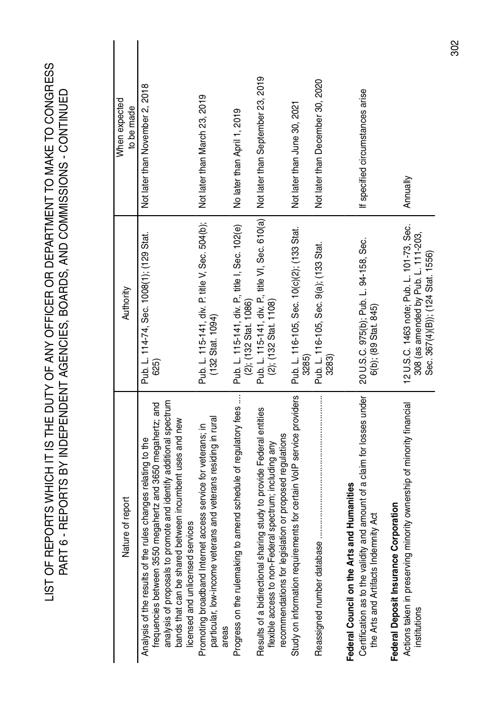 LIST OF REPORTS WHICH IT IS THE DUTY OF ANY OFFICER OR DEPARTMENT TO MAKE TO CONGRESS
PART 6 - REPORTS BY INDEPENDENT AGENCIES, BOARDS, AND COMMISSIONS - CONTINUED
Nature of report
Authority
When expected
to be made
Analysis of the results of the rules changes relating to the
frequencies between 3550 megahertz and 3650 megahertz; and
analysis of proposals to promote and identify additional spectrum
bands that can be shared between incumbent uses and new
licensed and unlicensed services
Pub. L. 114-74, Sec. 1008(1); (129 Stat.
625)
Not later than November 2, 2018
Promoting broadband Internet access service for veterans; in
particular, low-income veterans and veterans residing in rural
areas
Pub. L. 115-141, div. P. title V, Sec. 504(b);
(132 Stat. 1094)
Not later than March 23, 2019
Progress on the rulemaking to amend schedule of regulatory fees ....
Pub. L. 115-141, div. P., title I, Sec. 102(e)
(2); (132 Stat. 1086)
No later than April 1, 2019
Results of a bidirectional sharing study to provide Federal entities
flexible access to non-Federal spectrum; including any
recommendations for legislation or proposed regulations
Pub. L. 115-141, div. P., title VI, Sec. 610(a)
(2); (132 Stat. 1108)
Not later than September 23, 2019
Study on information requirements for certain VoIP service providers
Pub. L. 116-105, Sec. 10(c)(2); (133 Stat.
3285)
Not later than June 30, 2021
Reassigned number database ..................................................
Pub. L. 116-105, Sec. 9(a); (133 Stat.
3283)
Not later than December 30, 2020
Federal Council on the Arts and Humanities
Certification as to the validity and amount of a claim for losses under
the Arts and Artifacts Indemnity Act
20 U.S.C. 975(b); Pub. L. 94-158, Sec.
6(b); (89 Stat. 845)
If specified circumstances arise
Federal Deposit Insurance Corporation
Actions taken in preserving minority ownership of minority financial
institutions
12 U.S.C. 1463 note; Pub. L. 101-73, Sec.
308 (as amended by Pub. L. 111-203,
Sec. 367(4)(B)); (124 Stat. 1556)
Annually
302